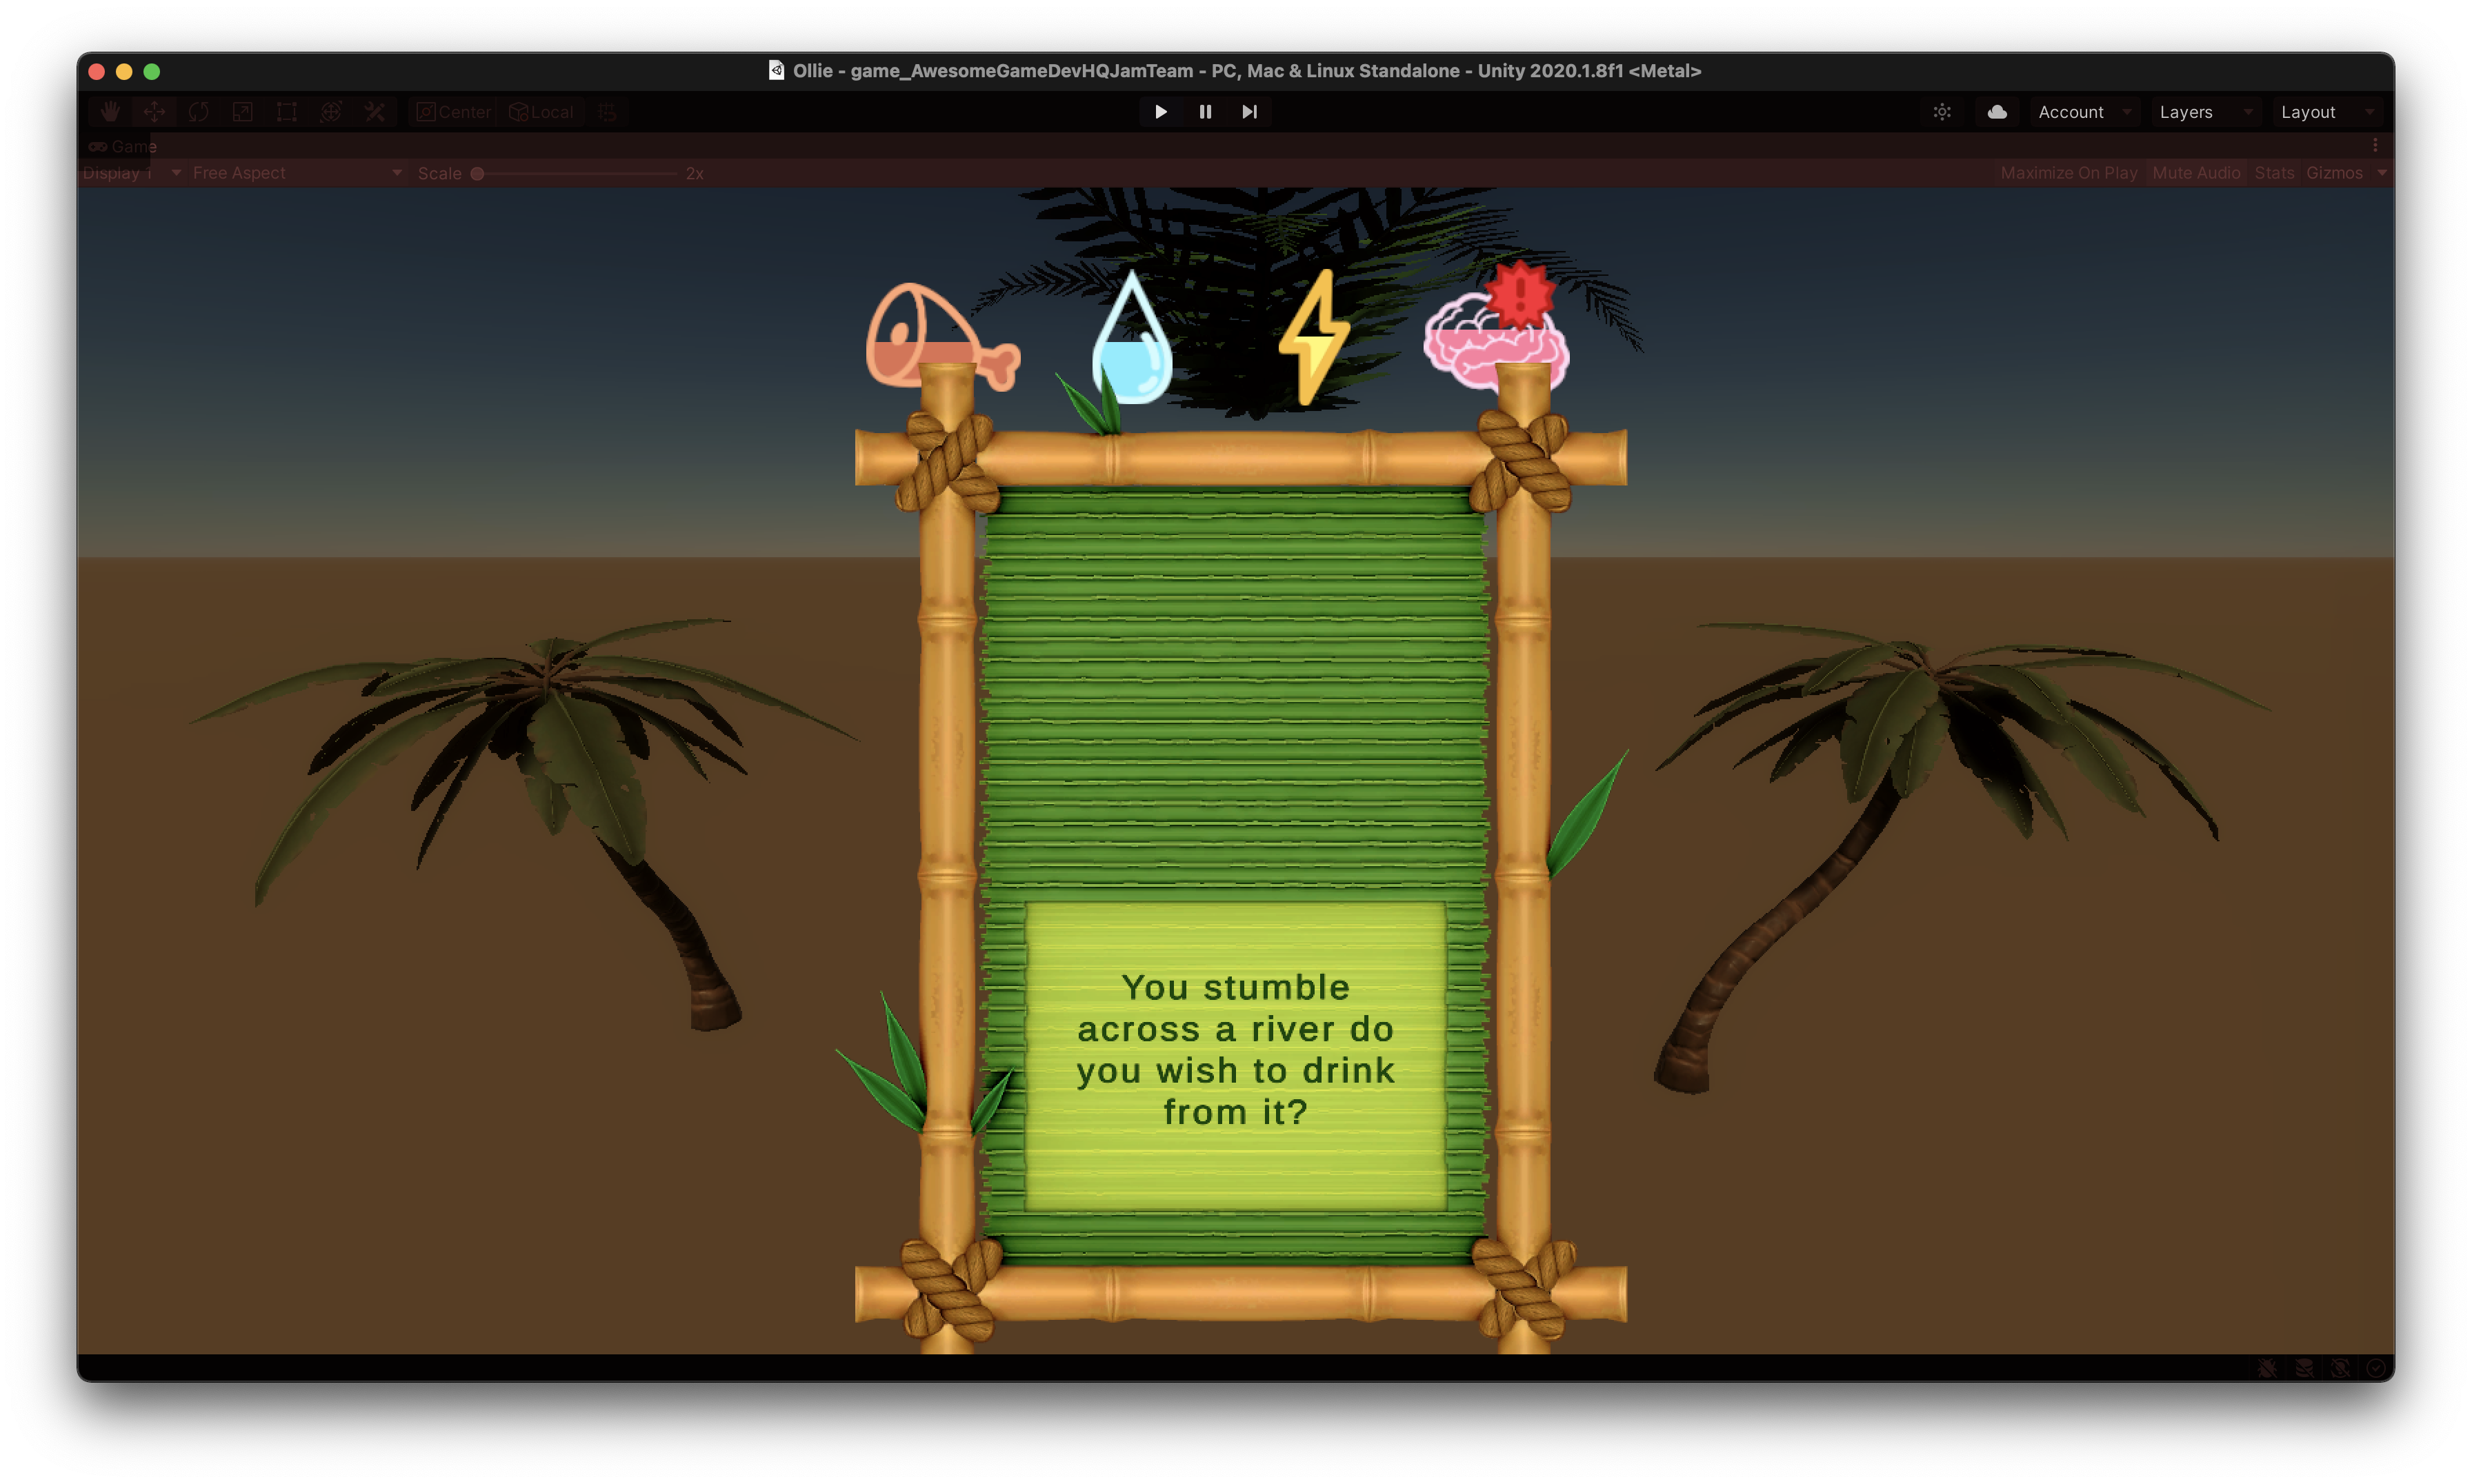 Ollie - game_AwesomeGameDevHQJamTeam - PC, Mac & Linux Standalone - Unity 2020.1.8f1 <Metal>
Center Local Account Layers Layout
Game
Display 1 Free Aspect Scale 2x Maximize On Play Mute Audio Stats Gizmos
!
You stumble
across a river do
you wish to drink
from it?